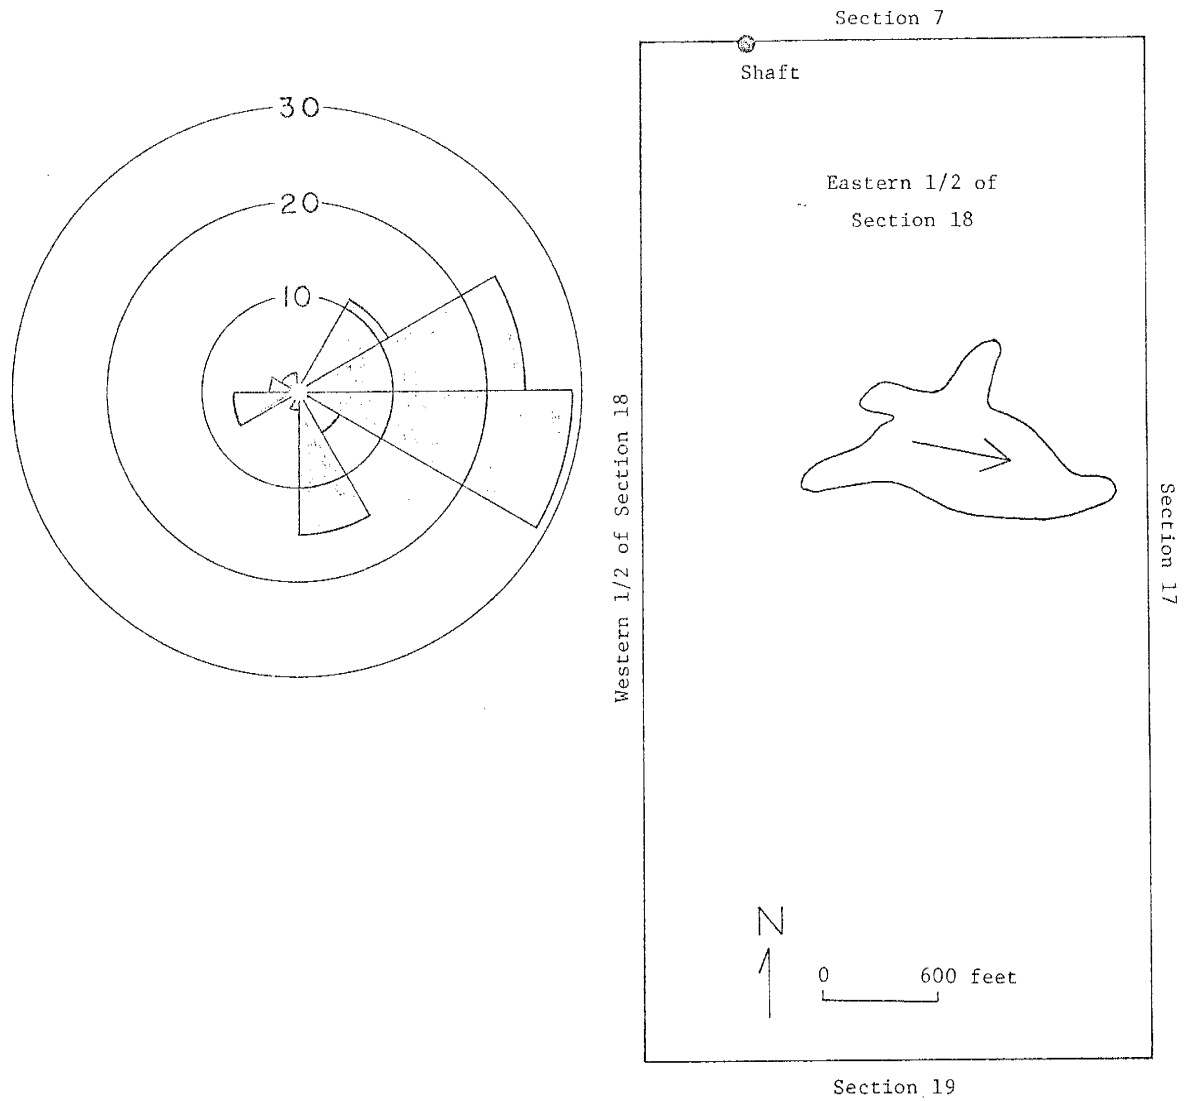 Section 7
Shaft
30
20
10
Eastern 1/2 of
Section 18
Western 1/2 of Section 18
Section 17
N
0 600 feet
Section 19